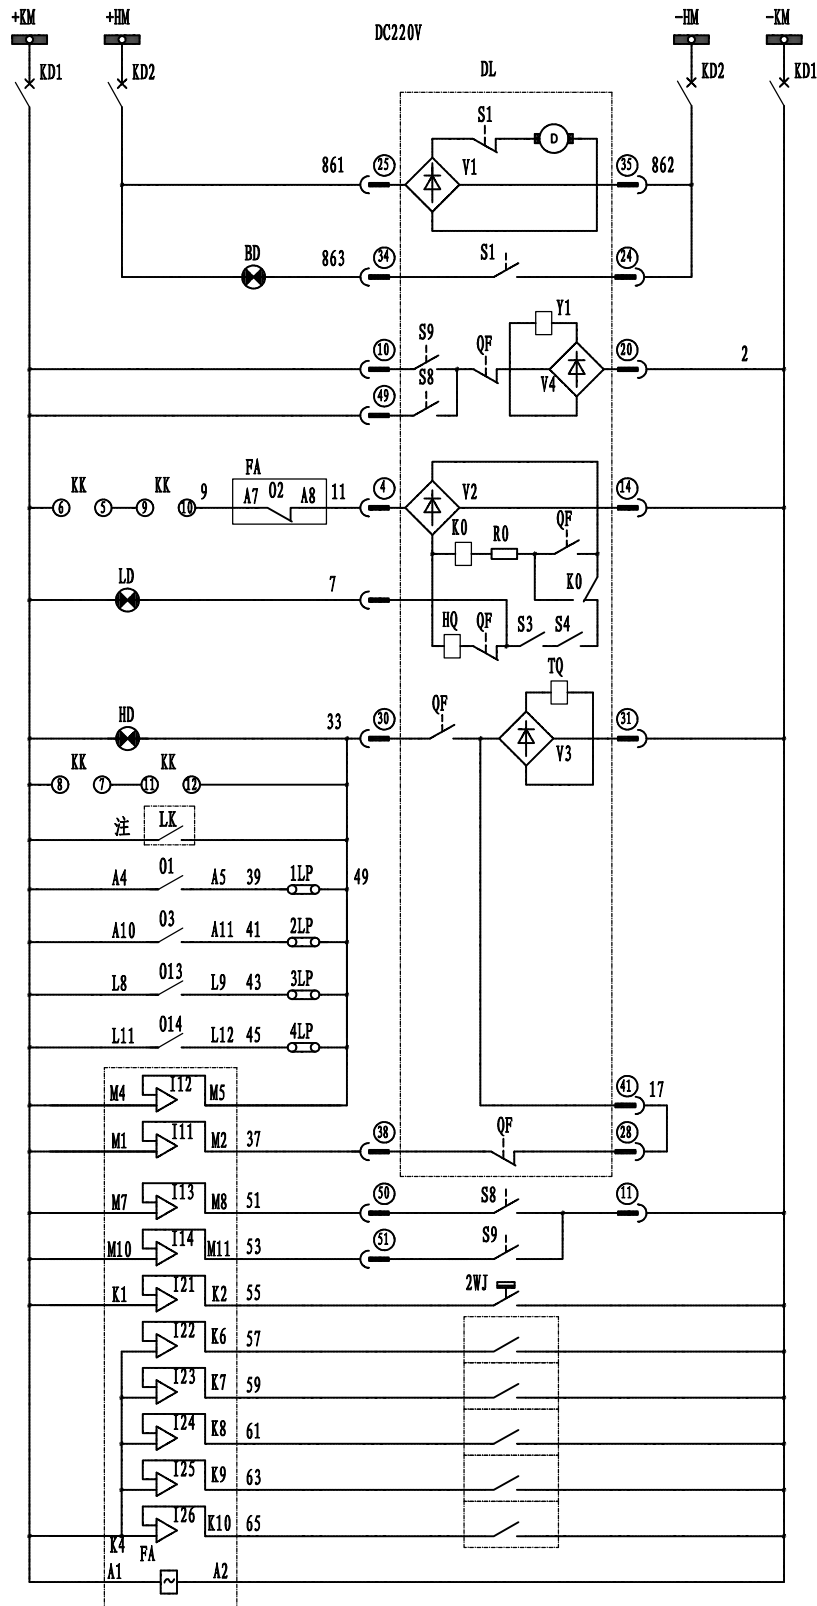 +KM +HM DC220V -HM -KM
KD1 KD2 DL KD2 KD1
S1
D
861 25 V1 35 862
BD 863 34 S1 24
Y1
S9 QF
10 20 2
S8 V4
49
FA
KK KK 9 A7 02 A8 11 4 V2 14
6 5 9 10
K0 R0 QF
LD 7 K0
HQ QF S3 S4
TQ
HD 33 30 QF 31
V3
KK KK
8 7 11 12
注 LK
A4 01 A5 39 1LP 49
A10 03 A11 41 2LP
L8 013 L9 43 3LP
L11 014 L12 45 4LP
M4 I12 M5 41 17
M1 I11 M2 37 38 QF 28
M7 I13 M8 51 50 S8 11
M10 I14 M11 53 51 S9
K1 I21 K2 55 2WJ
I22 K6 57
I23 K7 59
I24 K8 61
I25 K9 63
I26 K10 65
K4 FA
A1 ~ A2